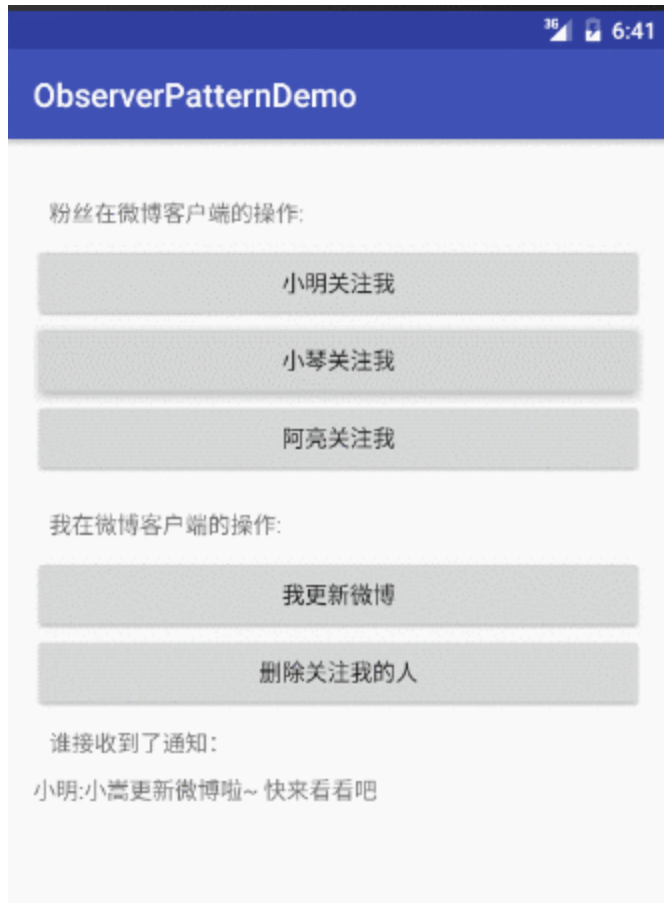 3G 6:41
ObserverPatternDemo
粉丝在微博客户端的操作:
小明关注我
小琴关注我
阿亮关注我
我在微博客户端的操作:
我更新微博
删除关注我的人
谁接收到了通知：
小明:小嵩更新微博啦~ 快来看看吧